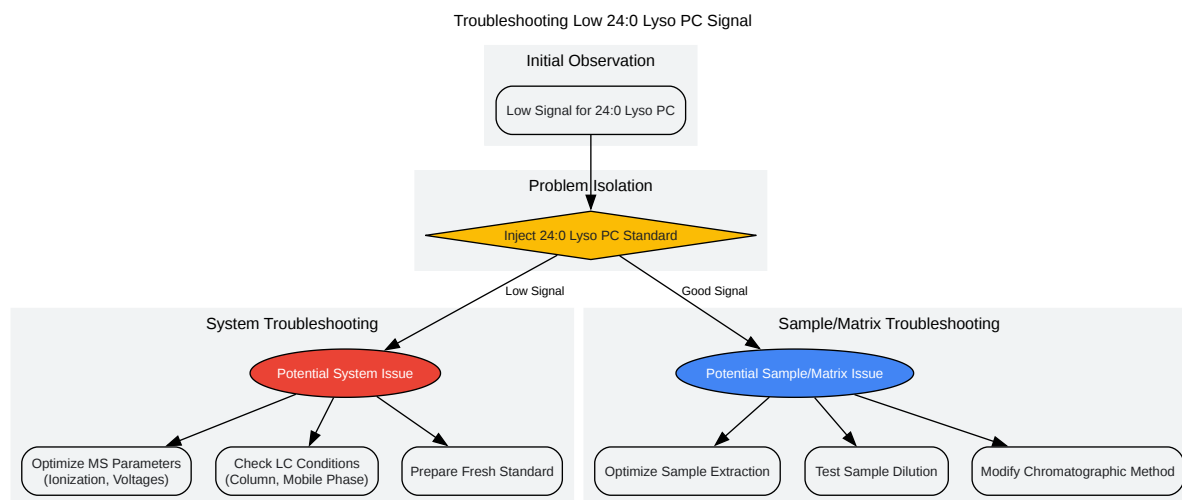 Troubleshooting Low 24:0 Lyso PC Signal
Initial Observation
Low Signal for 24:0 Lyso PC
Problem Isolation
Inject 24:0 Lyso PC Standard
Low Signal
Good Signal
System Troubleshooting
Sample/Matrix Troubleshooting
Potential System Issue
Potential Sample/Matrix Issue
Optimize MS Parameters
(Ionization, Voltages)
Check LC Conditions
(Column, Mobile Phase)
Prepare Fresh Standard
Optimize Sample Extraction
Test Sample Dilution
Modify Chromatographic Method